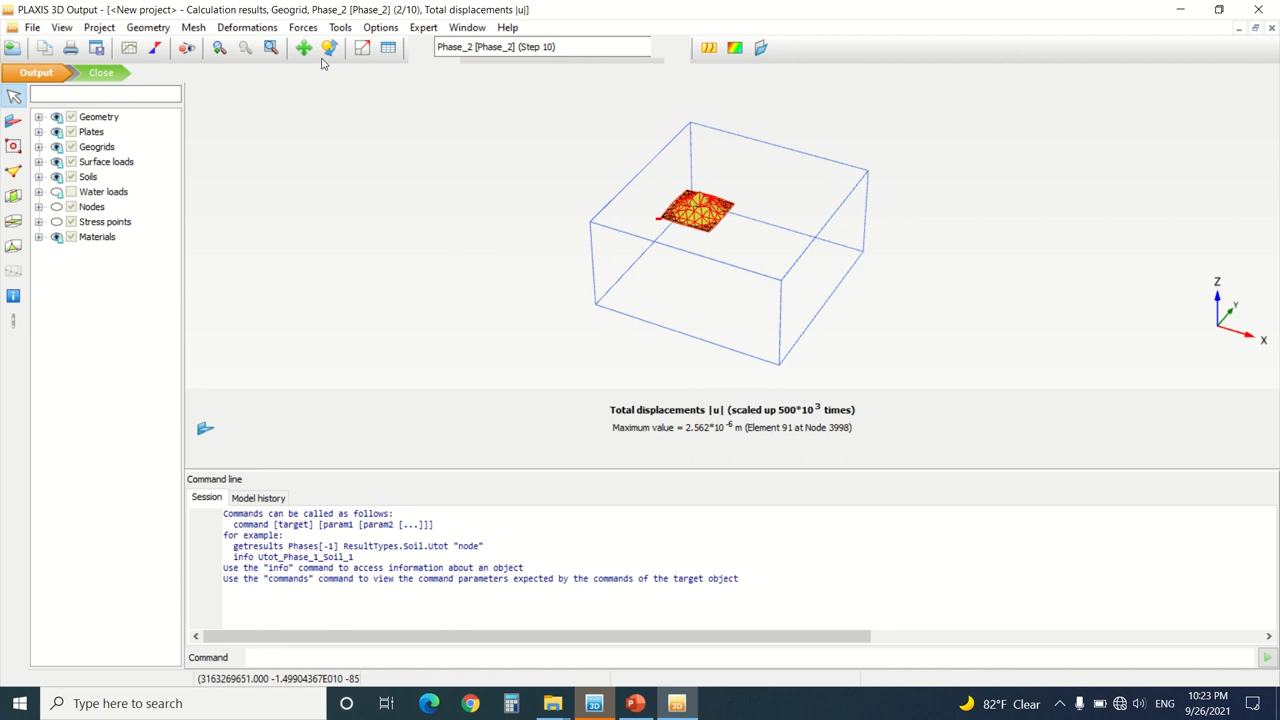 PLAXIS 3D Output - [<New project> - Calculation results, Geogrid, Phase_2 [Phase_2] (2/10), Total displacements |u|]
File View Project Geometry Mesh Deformations Forces Tools Options Expert Window Help
Phase_2 [Phase_2] (Step 10)
Output Close
Geometry
Plates
Geogrids
Surface loads
Soils
Water loads
Nodes
Stress points
Materials
Z
Y
X
Total displacements |u| (scaled up 500*10 3 times)
Maximum value = 2.562*10 -6 m (Element 91 at Node 3998)
Command line
Session Model history
Commands can be called as follows:
command [target] [param1 [param2 [...]]]
for example:
getresults Phases[-1] ResultTypes.Soil.Utot "node"
info Utot_Phase_1_Soil_1
Use the "info" command to access information about an object
Use the "commands" command to view the command parameters expected by the commands of the target object
Command
(3163269651.000 -1.49904367E010 -85
Type here to search
82°F Clear
ENG
10:23 PM
9/26/2021